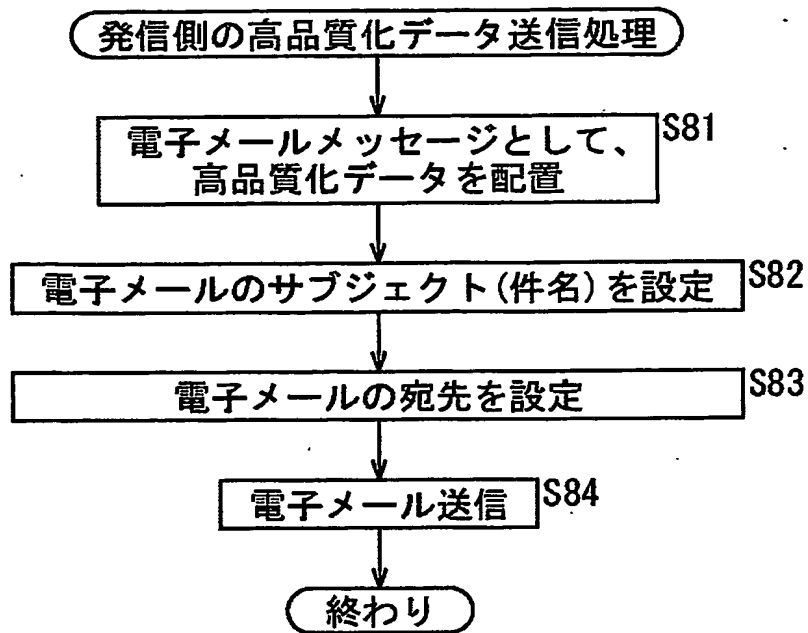 発信側の高品質化データ送信処理
電子メールメッセージとして、
高品質化データを配置
S81
電子メールのサブジェクト(件名)を設定
S82
電子メールの宛先を設定
S83
電子メール送信
S84
終わり